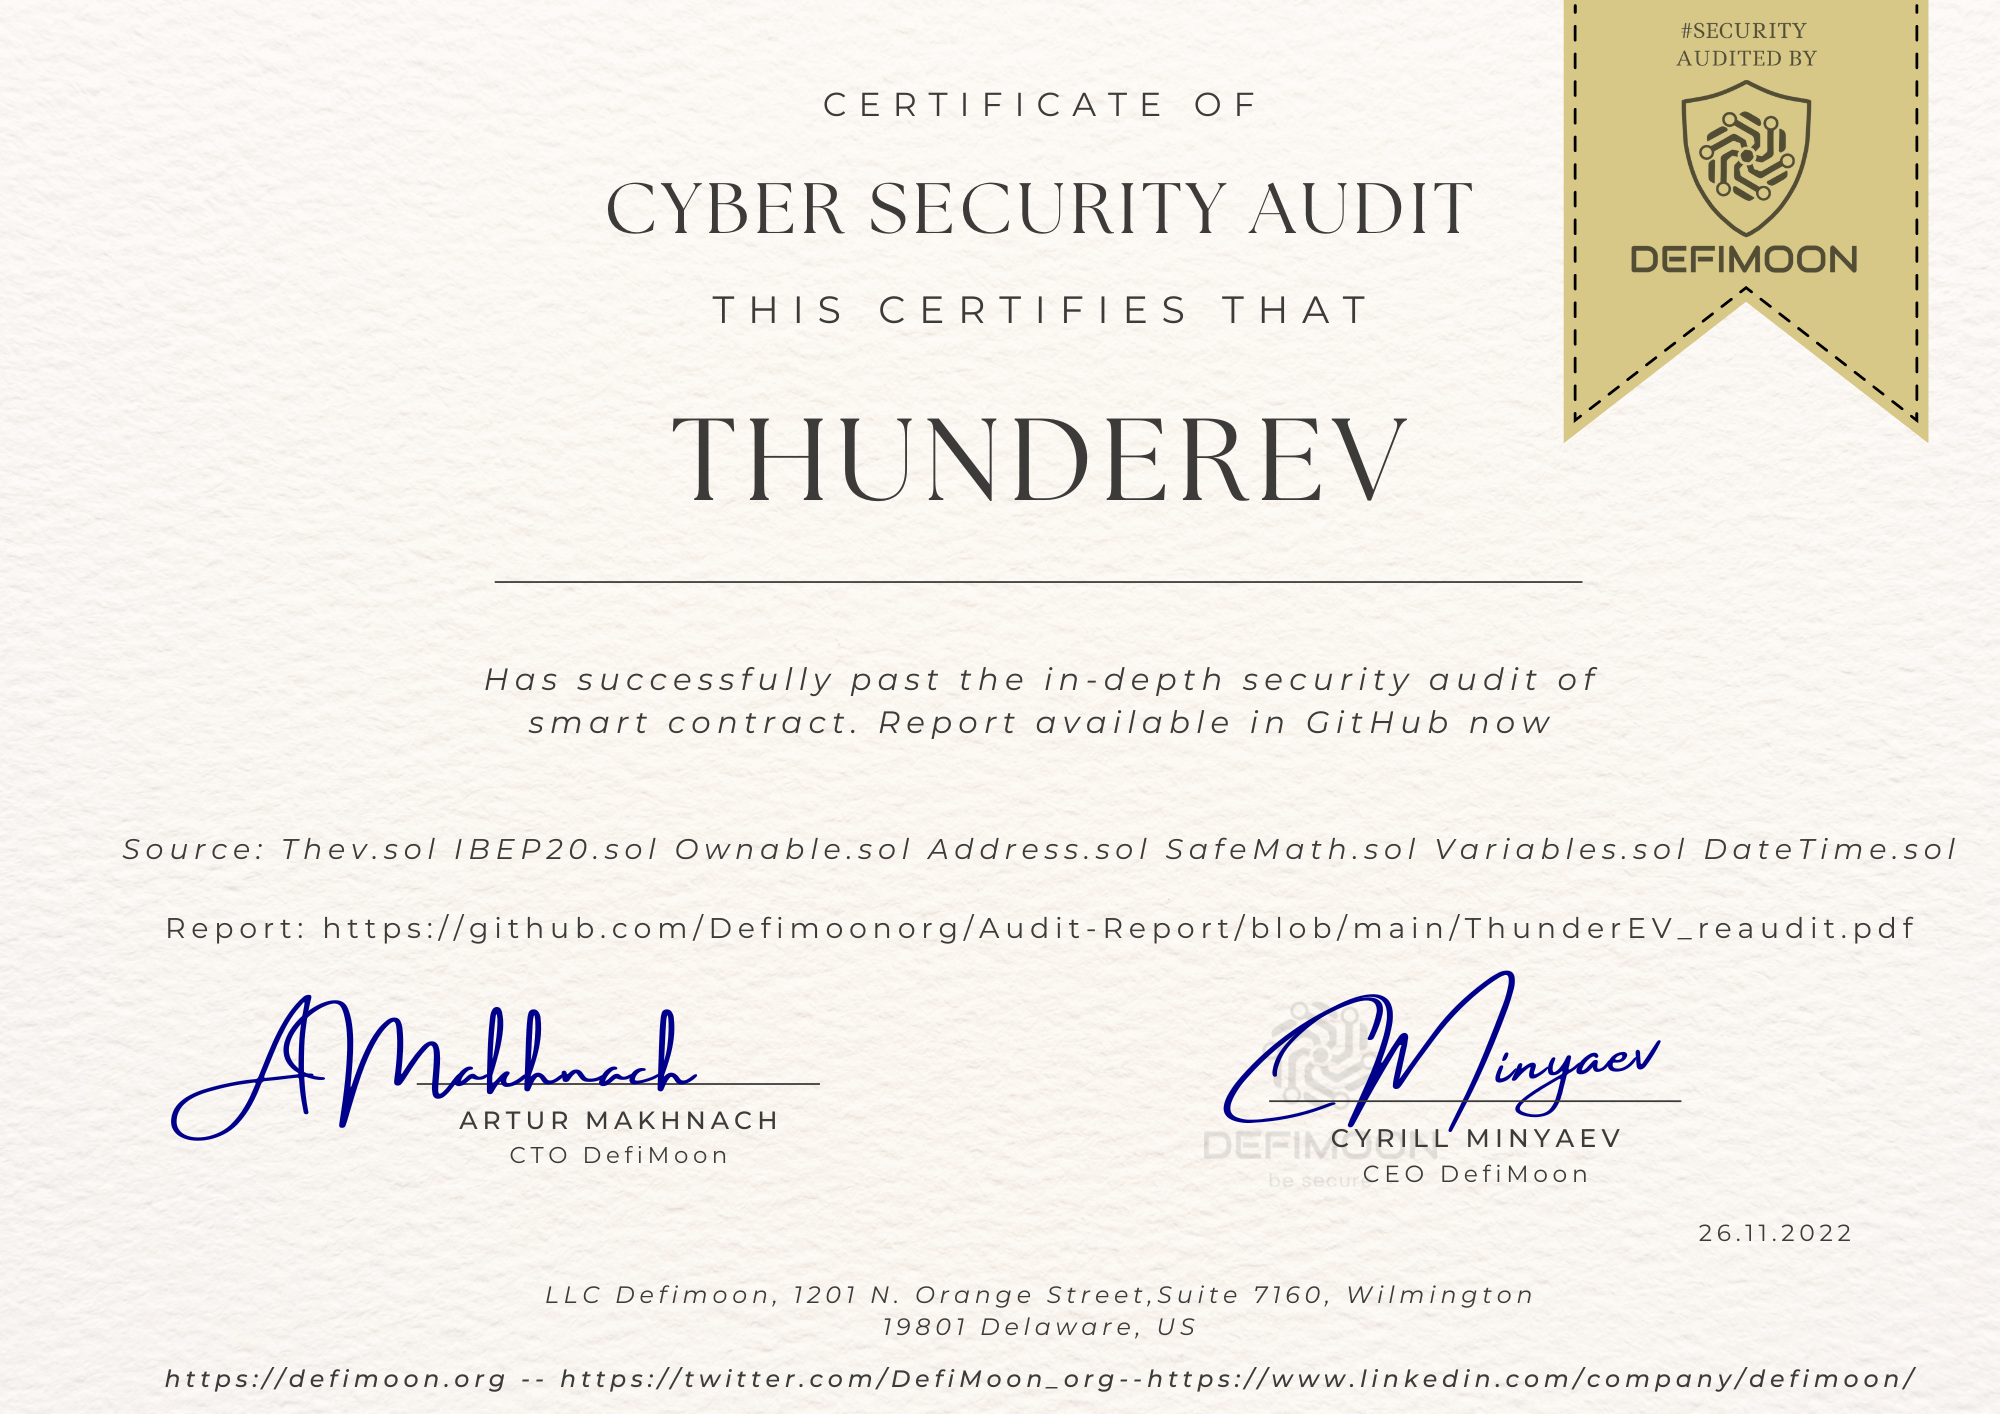 #SECURITY
AUDITED BY
DEFIMOON
CERTIFICATE OF
CYBER SECURITY AUDIT
THIS CERTIFIES THAT
THUNDEREV
Has successfully past the in-depth security audit of
smart contract. Report available in GitHub now
Source: Thev.sol IBEP20.sol Ownable.sol Address.sol SafeMath.sol Variables.sol DateTime.sol
Report: https://github.com/Defimoonorg/Audit-Report/blob/main/ThunderEV_reaudit.pdf
AMakhnach
ARTUR MAKHNACH
CTO DefiMoon
CMinyaev
DEFIMOON
be secure
CYRILL MINYAEV
CEO DefiMoon
26.11.2022
LLC Defimoon, 1201 N. Orange Street,Suite 7160, Wilmington
19801 Delaware, US
https://defimoon.org -- https://twitter.com/DefiMoon_org--https://www.linkedin.com/company/defimoon/